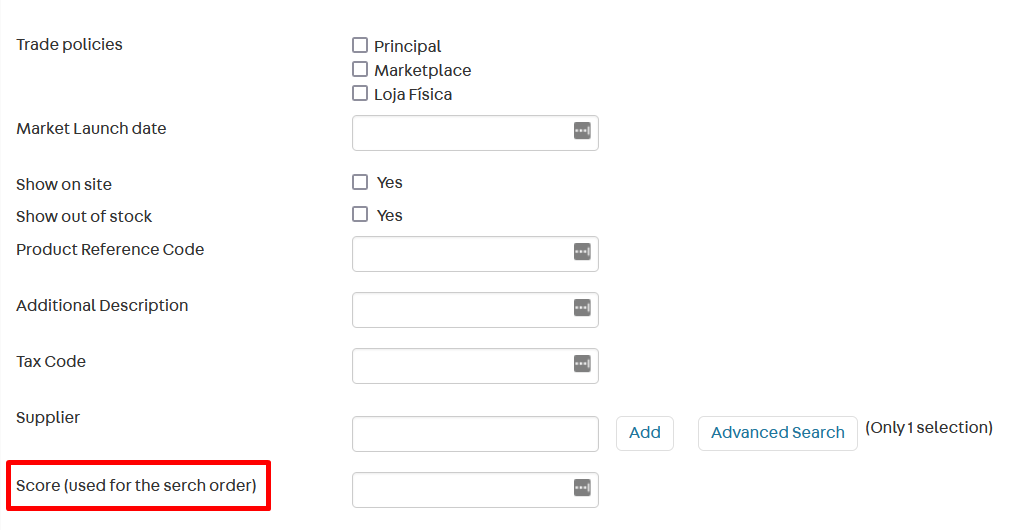 Trade policies
Principal
Marketplace
Loja Física
Market Launch date
Show on site
Yes
Show out of stock
Yes
Product Reference Code
Additional Description
Tax Code
Supplier
Add
Advanced Search
(Only 1 selection)
Score (used for the serch order)